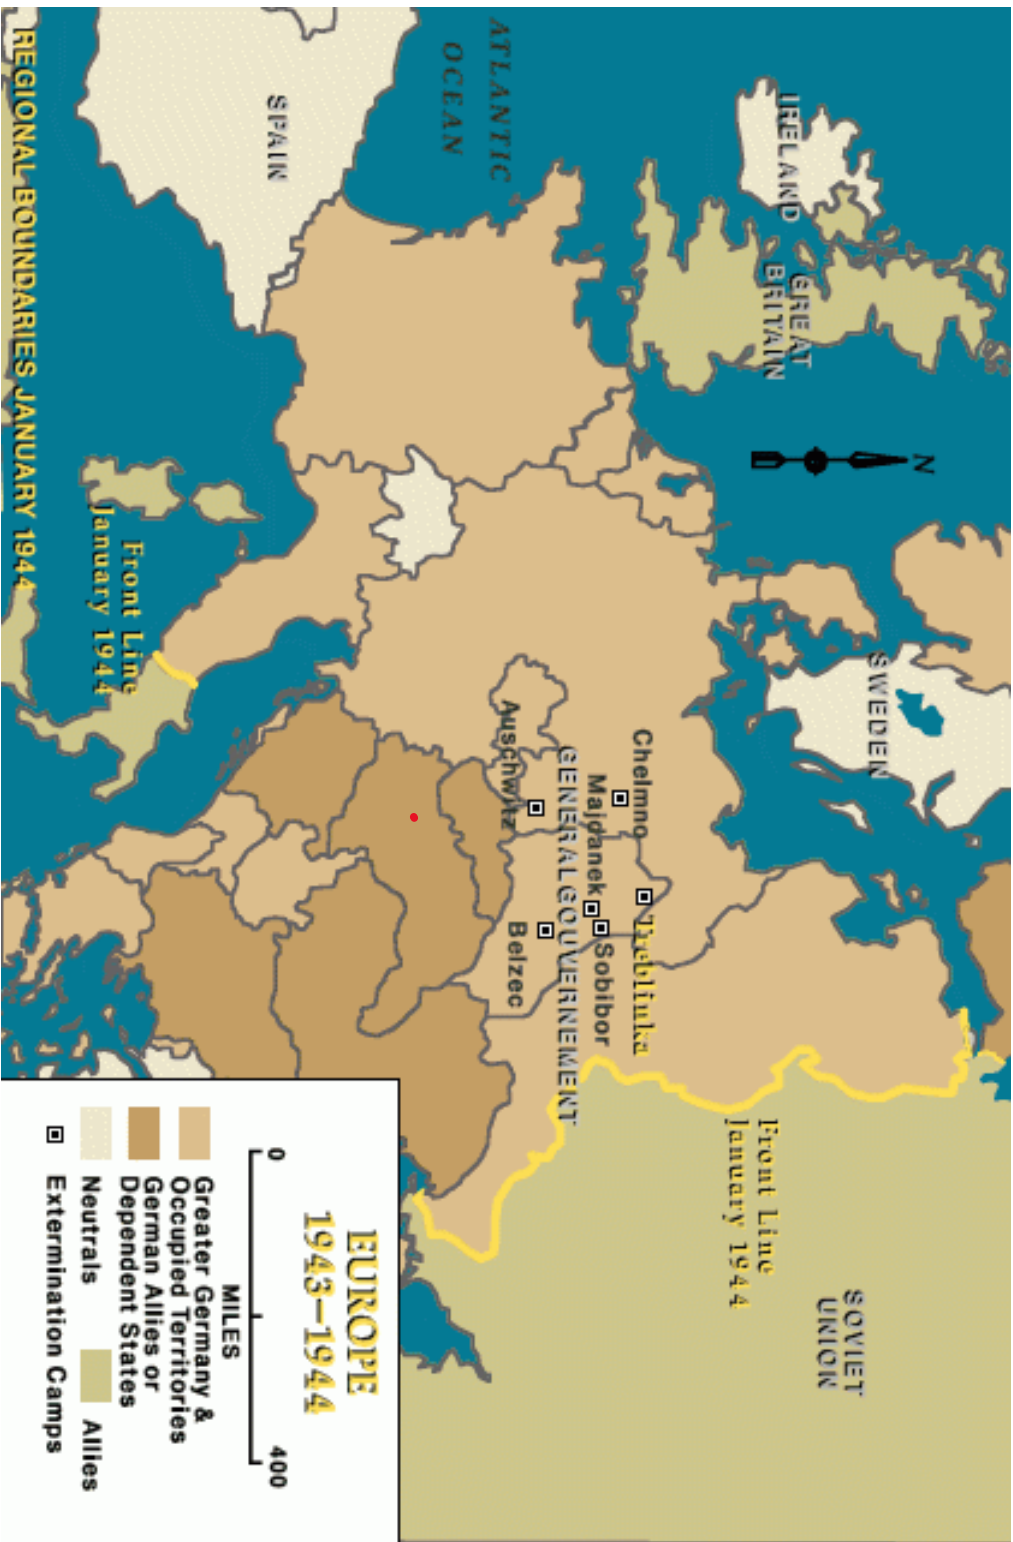 ATLANTIC
OCEAN
IRELAND
GREAT
BRITAIN
N
SWEDEN
SPAIN
Chelmno
Treblinka
Majdanek
Sobibor
GENERALGOUVERNEMENT
Auschwitz
Belzec
Front Line
January 1944
SOVIET
UNION
Front Line
January 1944
EUROPE
1943–1944
0 400
MILES
Greater Germany &
Occupied Territories
German Allies or
Dependent States
Neutrals Allies
Extermination Camps
REGIONAL BOUNDARIES JANUARY 1944